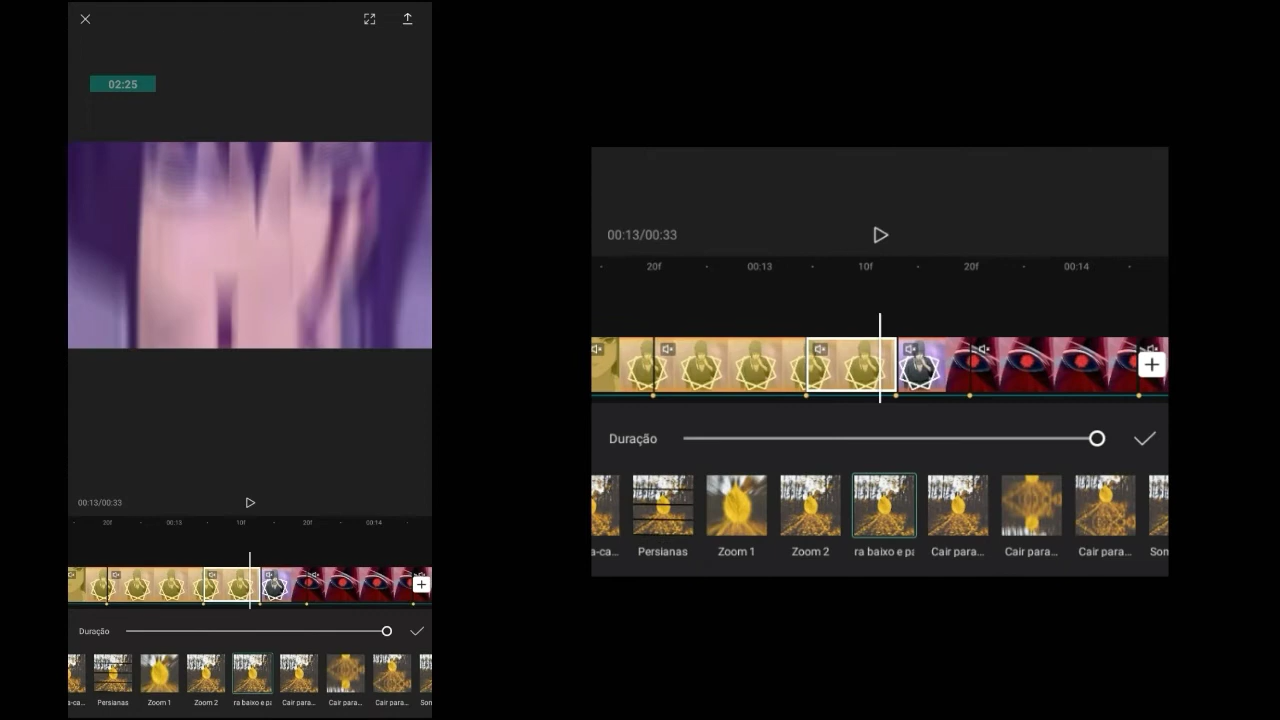 02:25
00:13/00:33
20f 00:13 10f 20f 00:14
Duração
a-ca... Persianas Zoom 1 Zoom 2 ra baixo e pa Cair para... Cair para... Cair para... Son
00:13/00:33
20f 00:13 10f 20f 00:14
Duração
a-ca... Persianas Zoom 1 Zoom 2 ra baixo e pa Cair para... Cair para... Cair para... Son